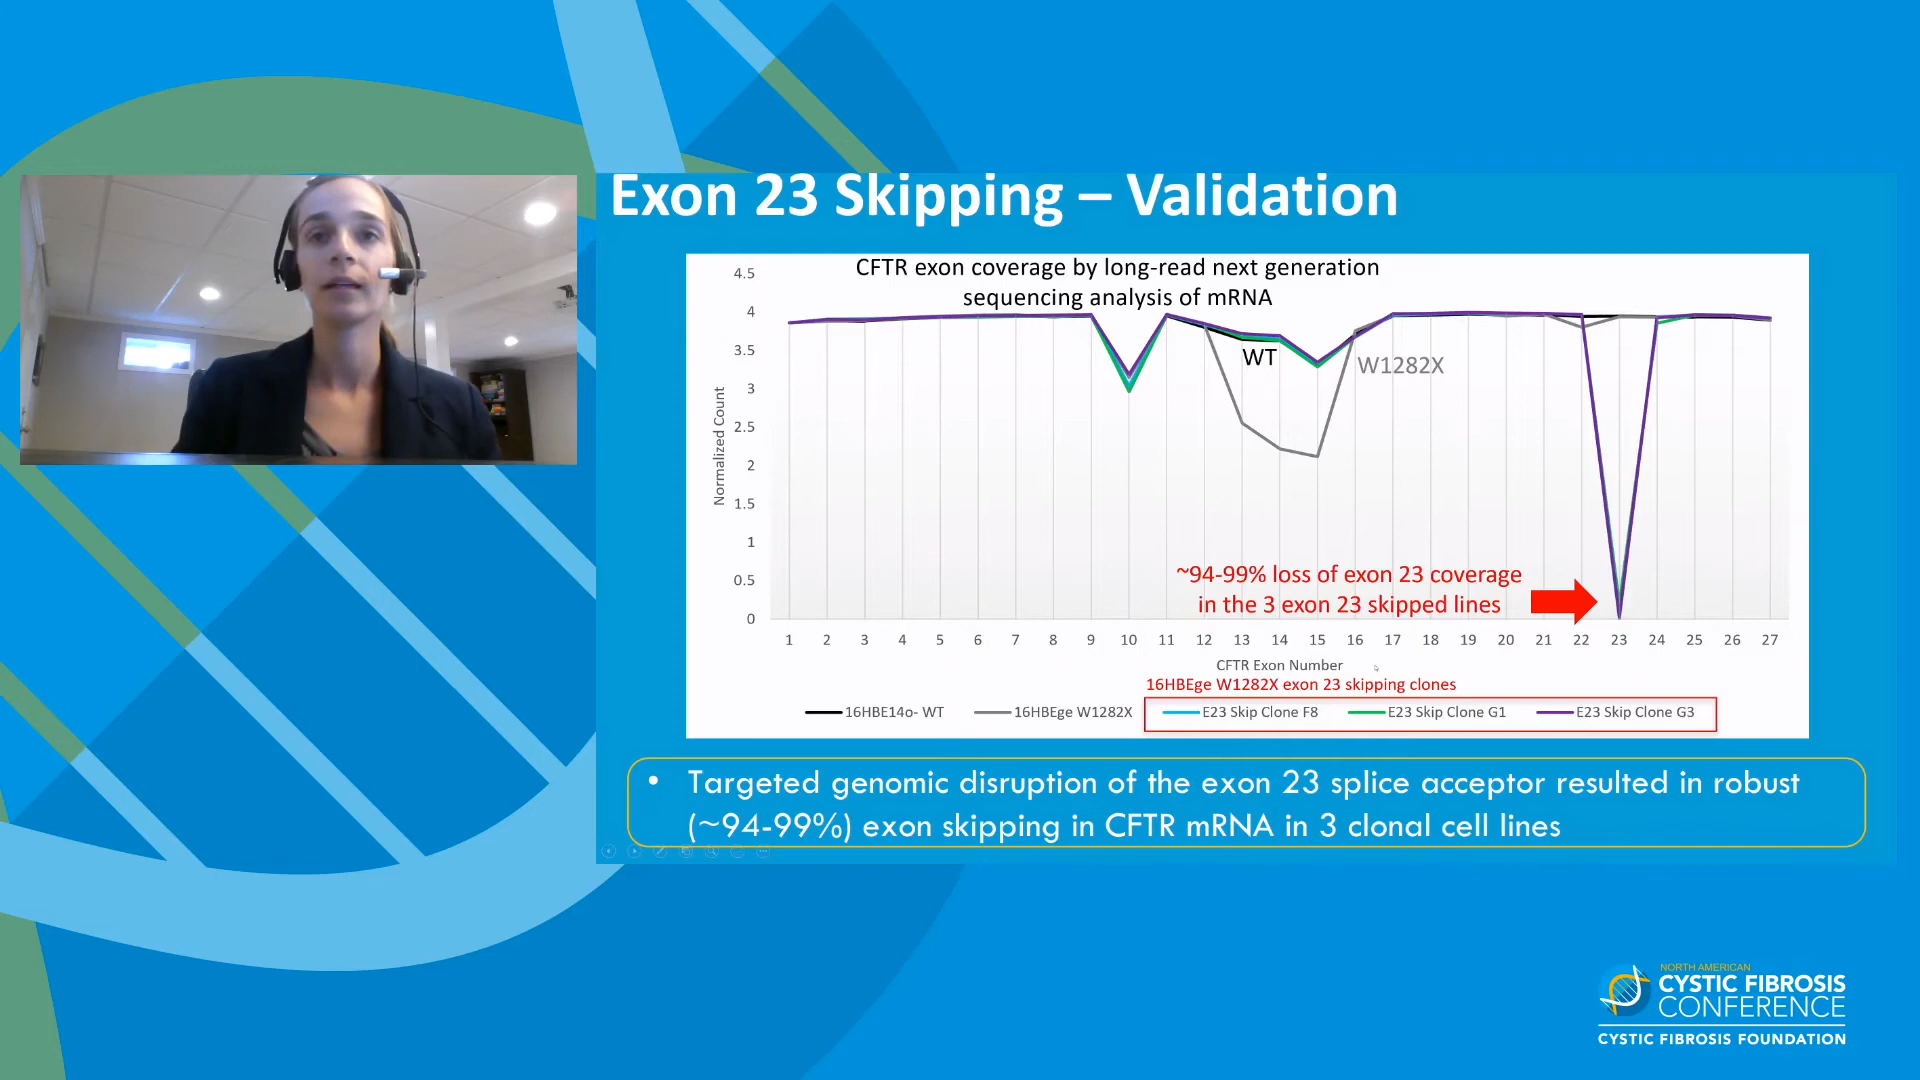 Exon 23 Skipping – Validation
CFTR exon coverage by long-read next generation
sequencing analysis of mRNA
4.5
4
3.5
3
2.5
2
1.5
1
0.5
0
Normalized Count
WT
W1282X
~94-99% loss of exon 23 coverage
in the 3 exon 23 skipped lines
1 2 3 4 5 6 7 8 9 10 11 12 13 14 15 16 17 18 19 20 21 22 23 24 25 26 27
CFTR Exon Number
16HBEge W1282X exon 23 skipping clones
16HBE14o- WT 16HBEge W1282X E23 Skip Clone F8 E23 Skip Clone G1 E23 Skip Clone G3
• Targeted genomic disruption of the exon 23 splice acceptor resulted in robust
(~94-99%) exon skipping in CFTR mRNA in 3 clonal cell lines
NORTH AMERICAN
CYSTIC FIBROSIS
CONFERENCE
CYSTIC FIBROSIS FOUNDATION